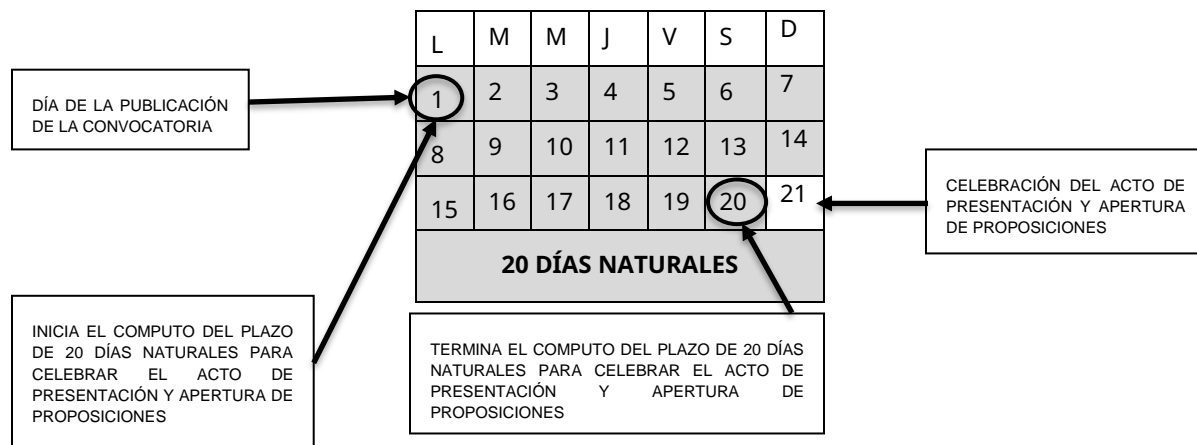 L M M J V S D
DÍA DE LA PUBLICACIÓN
DE LA CONVOCATORIA
1 2 3 4 5 6 7
8 9 10 11 12 13 14
15 16 17 18 19 20 21
20 DÍAS NATURALES
CELEBRACIÓN DEL ACTO DE
PRESENTACIÓN Y APERTURA
DE PROPOSICIONES
INICIA EL COMPUTO DEL PLAZO
DE 20 DÍAS NATURALES PARA
CELEBRAR EL ACTO DE
PRESENTACIÓN Y APERTURA DE
PROPOSICIONES
TERMINA EL COMPUTO DEL PLAZO DE 20 DÍAS
NATURALES PARA CELEBRAR EL ACTO DE
PRESENTACIÓN Y APERTURA DE
PROPOSICIONES